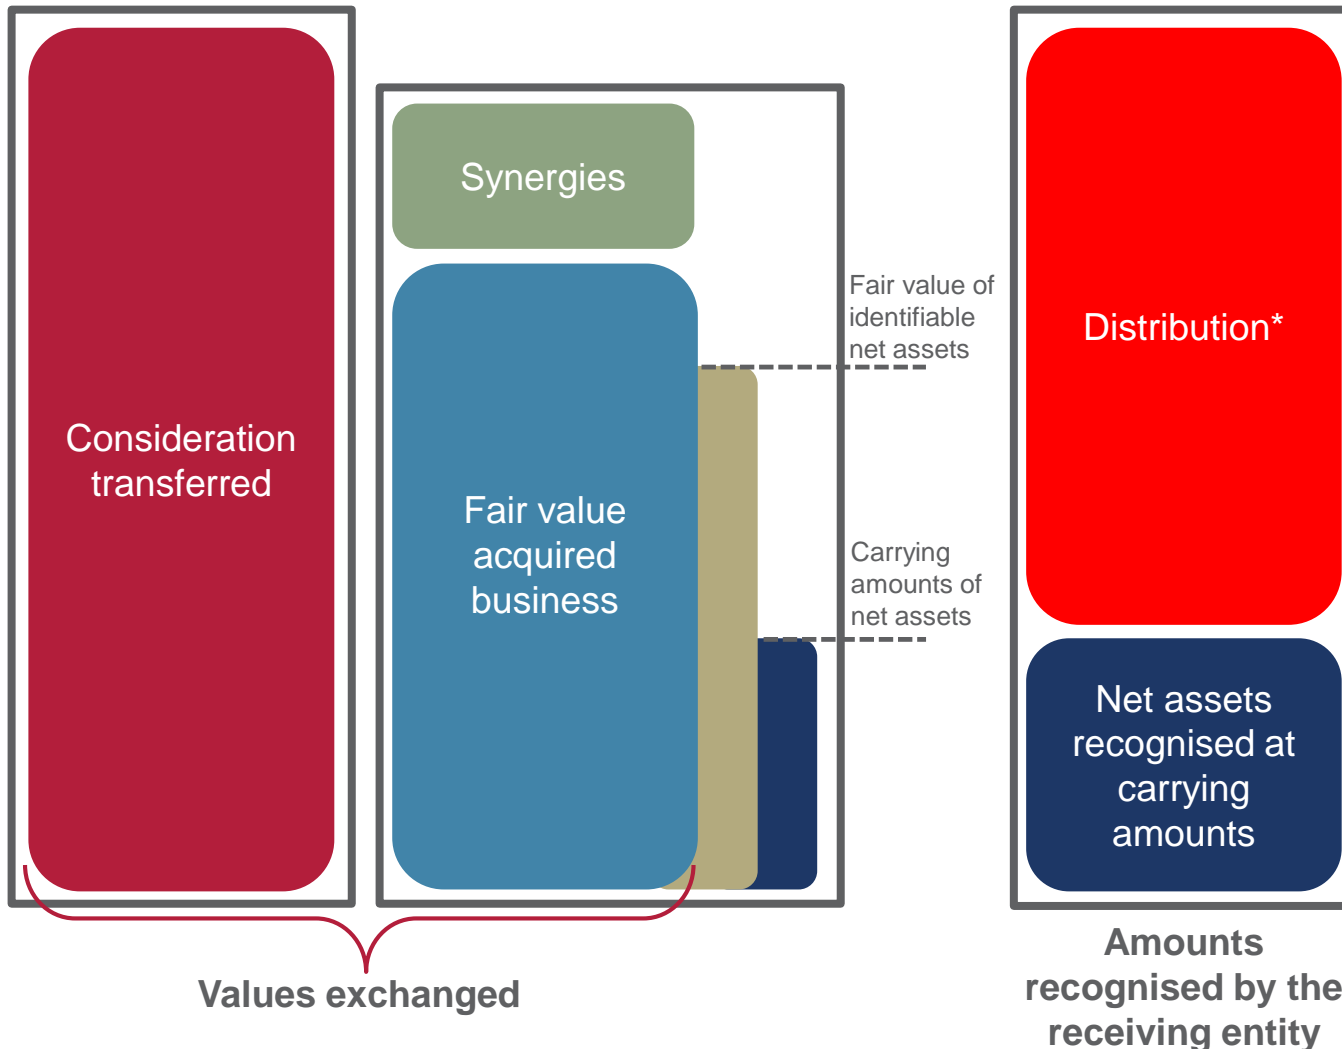 Consideration
transferred
Synergies
Fair value
acquired
business
Fair value of
identifiable
net assets
Carrying
amounts of
net assets
Distribution*
Net assets
recognised at
carrying
amounts
Values exchanged
Amounts
recognised by the
receiving entity